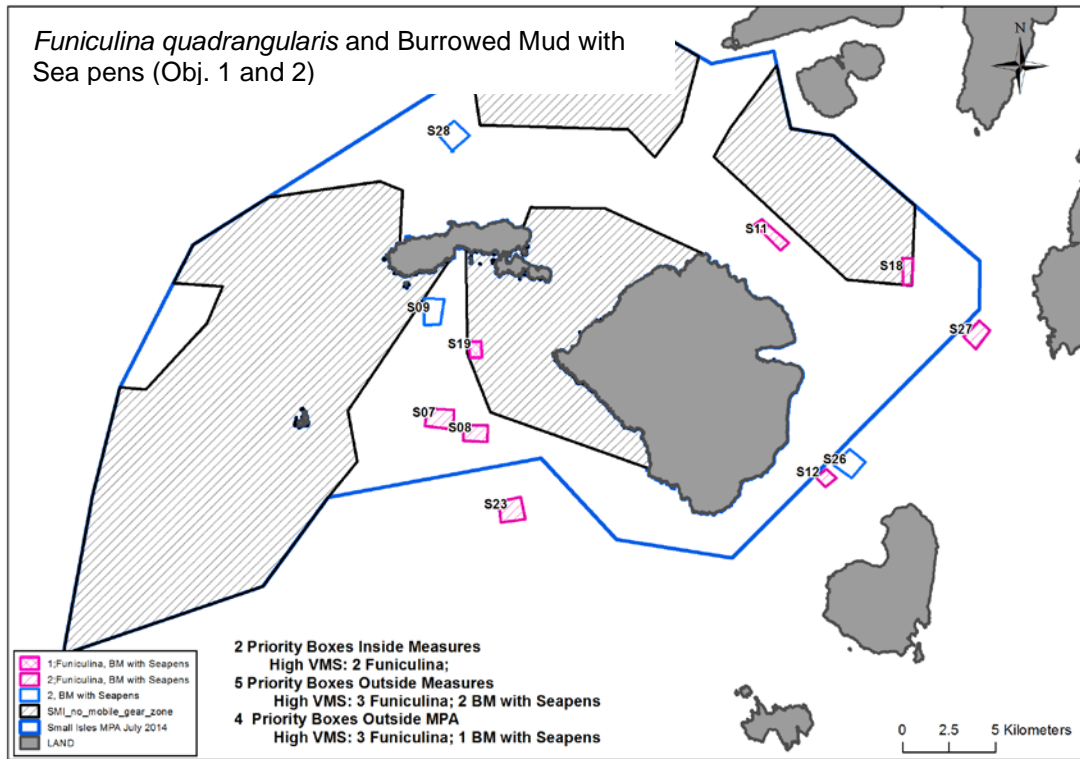 Funiculina quadrangularis and Burrowed Mud with
Sea pens (Obj. 1 and 2)
N
S28
S11
S18
S09
S27
S19
S07
S08
S26
S12
S23
2 Priority Boxes Inside Measures
High VMS: 2 Funiculina;
5 Priority Boxes Outside Measures
High VMS: 3 Funiculina; 2 BM with Seapens
4 Priority Boxes Outside MPA
High VMS: 3 Funiculina; 1 BM with Seapens
1;Funiculina, BM with Seapens
2;Funiculina, BM with Seapens
2, BM with Seapens
SMI_no_mobile_gear_zone
Small Isles MPA July 2014
LAND
0 2.5 5 Kilometers